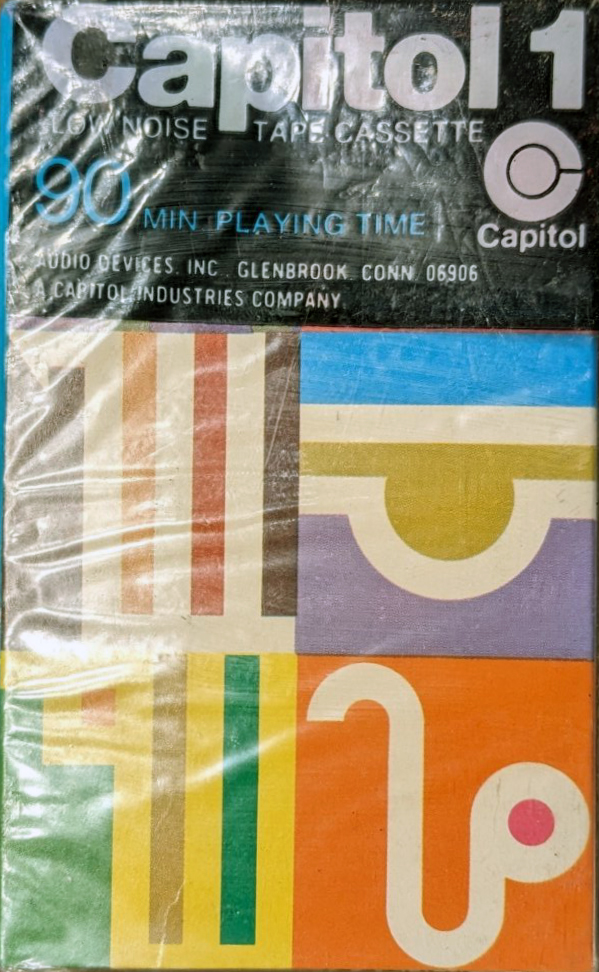 Capitol 1
LOW NOISE TAPE CASSETTE
90 MIN PLAYING TIME
Capitol
AUDIO DEVICES. INC. GLENBROOK. CONN. 06906
A CAPITOL INDUSTRIES COMPANY